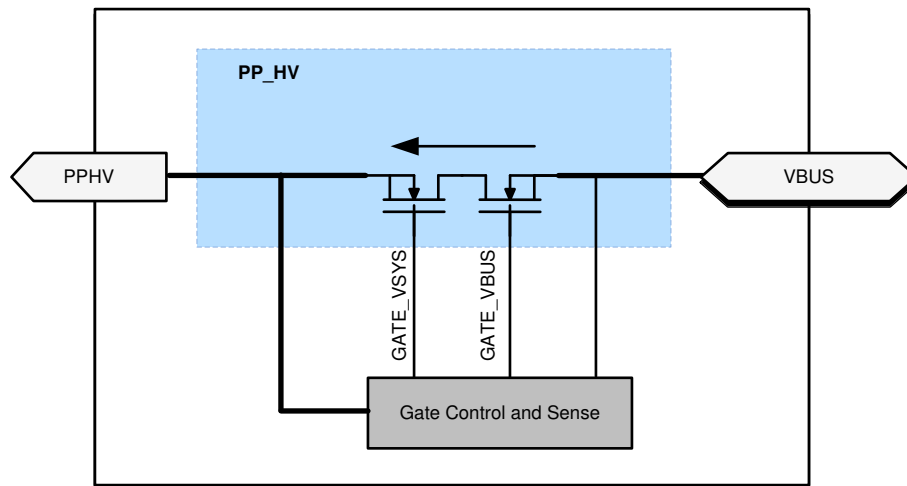 PP_HV
PPHV
VBUS
GATE_VSYS
GATE_VBUS
Gate Control and Sense